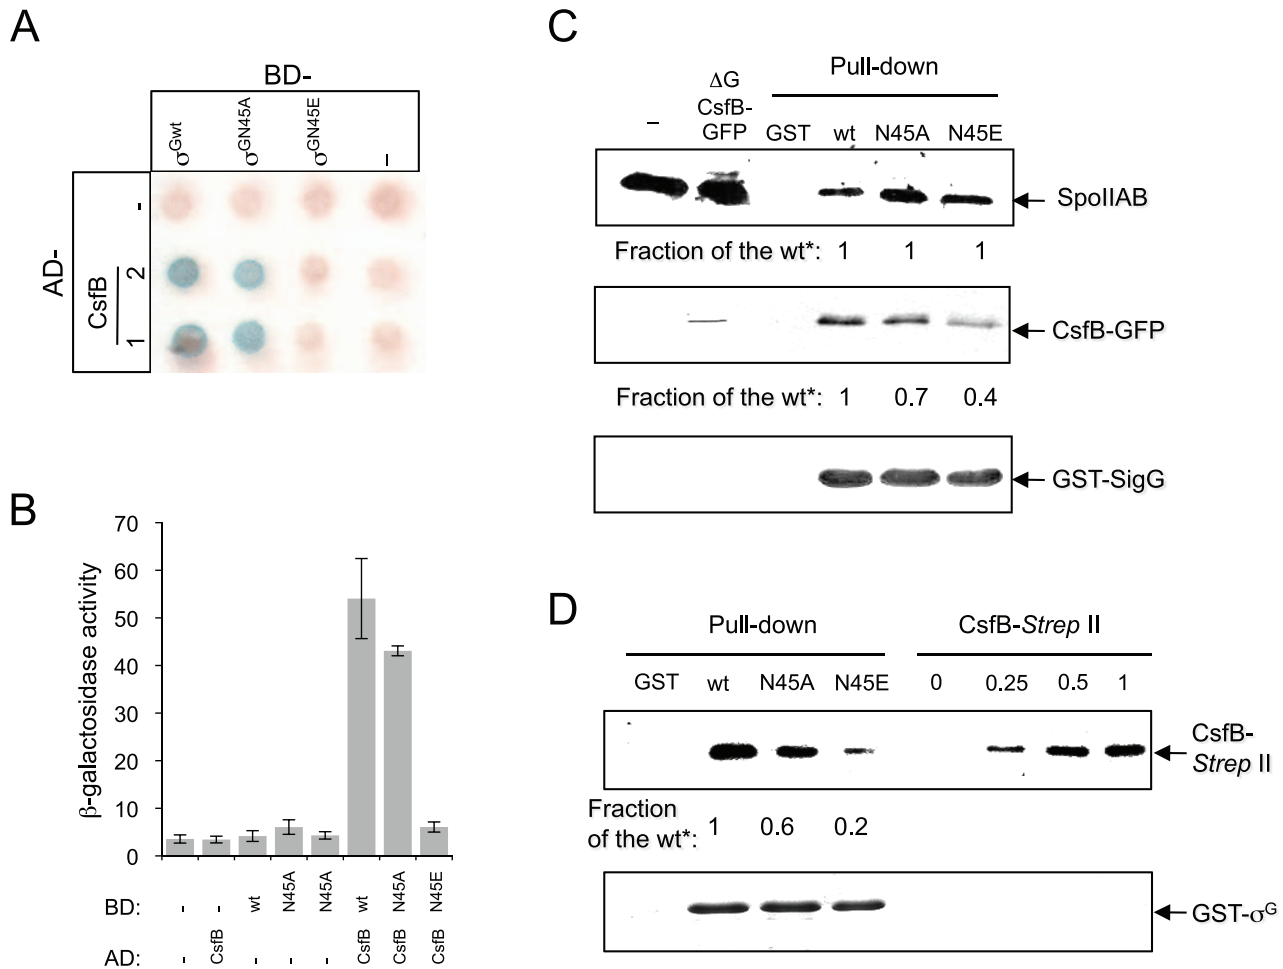 A
BD-
σGwt
σGN45A
σGN45E
–
AD-
CsfB
-
2
1
B
β-galactosidase activity
70
60
50
40
30
20
10
0
BD: - - wt N45A N45A wt N45A N45E
AD: - CsfB - - - CsfB CsfB CsfB
C
Pull-down
– ΔG CsfB-GFP GST wt N45A N45E
SpoIIAB
Fraction of the wt*: 1 1 1
CsfB-GFP
Fraction of the wt*: 1 0.7 0.4
GST-SigG
D
Pull-down CsfB-Strep II
GST wt N45A N45E 0 0.25 0.5 1
CsfB-
Strep II
Fraction
of the wt*: 1 0.6 0.2
GST-σG